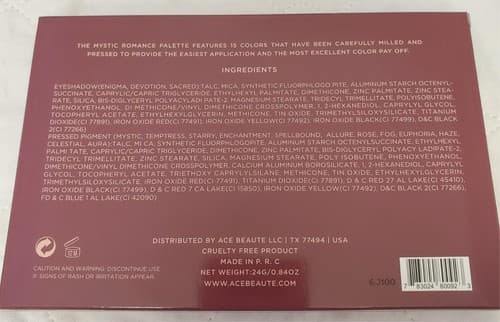 THE MYSTIC ROMANCE PALETTE FEATURES 15 COLORS THAT HAVE BEEN CAREFULLY MILLED AND
PRESSED TO PROVIDE THE EASIEST APPLICATION AND THE MOST EXCELLENT COLOR PAY OFF.
INGREDIENTS
EYESHADOW(ENIGMA, DEVOTION, SACRED):TALC, MICA, SYNTHETIC FLUORPHLOGO PITE, ALUMINUM STARCH OCTENYL-
SUCCINATE, CAPRYLIC/CAPRIC TRIGLYCERIDE, ETHYLHEXYL PALMITATE, DIMETHICONE, ZINC PALMITATE, ZINC STEAR-
ATE, SILICA, BIS-DIGLYCERYL POLYACYLADIPATE-2, MAGNESIUM STEARATE, TRIDECYL TRIMELLITATE, POLYISOBUTENE,
PHENOXYETHANOL, DI METHICONE/VINYL DIMETHICONE CROSSPOLYMER, 1, 2-HEXANEDIOL, CAPRYLYL GLYCOL,
TOCOPHERYL ACETATE, ETHYLHEXYLGLYCERIN, METHICONE, TIN OXIDE, TRIMETHYLSILOXYSILICATE, TITANIUM
DIOXIDE(CI 77891), IRON OXIDE RED(CI 77491), IRON OXIDE BLACK(CI 77499), IRON OXIDE YELLOW(CI 77492), D&C BLACK
2(CI 77266)
PRESSED PIGMENT (MYSTIC, TEMPTRESS, STARRY, ENCHANTMENT, SPELLBOUND, ALLURE, ROSE, FOG, EUPHORIA, HAZE,
CELESTIAL, AURA):TALC, MI CA, SYNTHETIC FLUORPHLOGOPITE, ALUMINUM STARCH OCTENYLSUCCINATE, ETHYLHEXYL
PALMI TATE, CAPRYLIC/CAPRIC TRIGLYCERIDE, DIMETHICONE, ZINC PALMITATE, BIS-DIGLYCERYL POLYACY LADIPATE-2,
TRIDECYL TRIMELLITATE, ZINC STEARATE, SILICA, MAGNESIUM STEARATE, POLY ISOBUTENE, PHENOXYETHANOL,
DIMETHICONE/VINYL DIMETHICONE CROSSPOLYMER, CALCIUM ALUMINUM BOROSILICATE, 1, 2-HEXANEDIOL, CAPRYLYL
GLYCOL, TOCOPHERYL ACETATE, TRIETHOXY CAPRYLYLSILANE, METHICONE, TIN OXIDE, ETHYLHEXYLGLYCERIN,
TRIMETHYLSILOXYSILICATE, IRON OXIDE RED(CI 77491), TITANIUM DIOXIDE(CI 77891), D &C RED 27 AL LAKE(CI 45410),
IRON OXIDE BLACK(CI 77499), D &C RED 7 CA LAKE(CI 15850), IRON OXIDE YELLOW(CI 77492), D&C BLACK 2(CI 77266),
FD &C BLUE 1 AL LAKE(CI 42090)
12 M
CAUTION AND WARNING: DISCONTINUE USE
IF SIGNS OF RASH OR IRRITATION APPEAR.
DISTRIBUTED BY ACE BEAUTE LLC | TX 77494 | USA
CRUELTY FREE PRODUCT
MADE IN P. R. C
NET WEIGHT:24G/0.84OZ
WWW.ACEBEAUTE.COM
EJ100
7 83024 80092 3